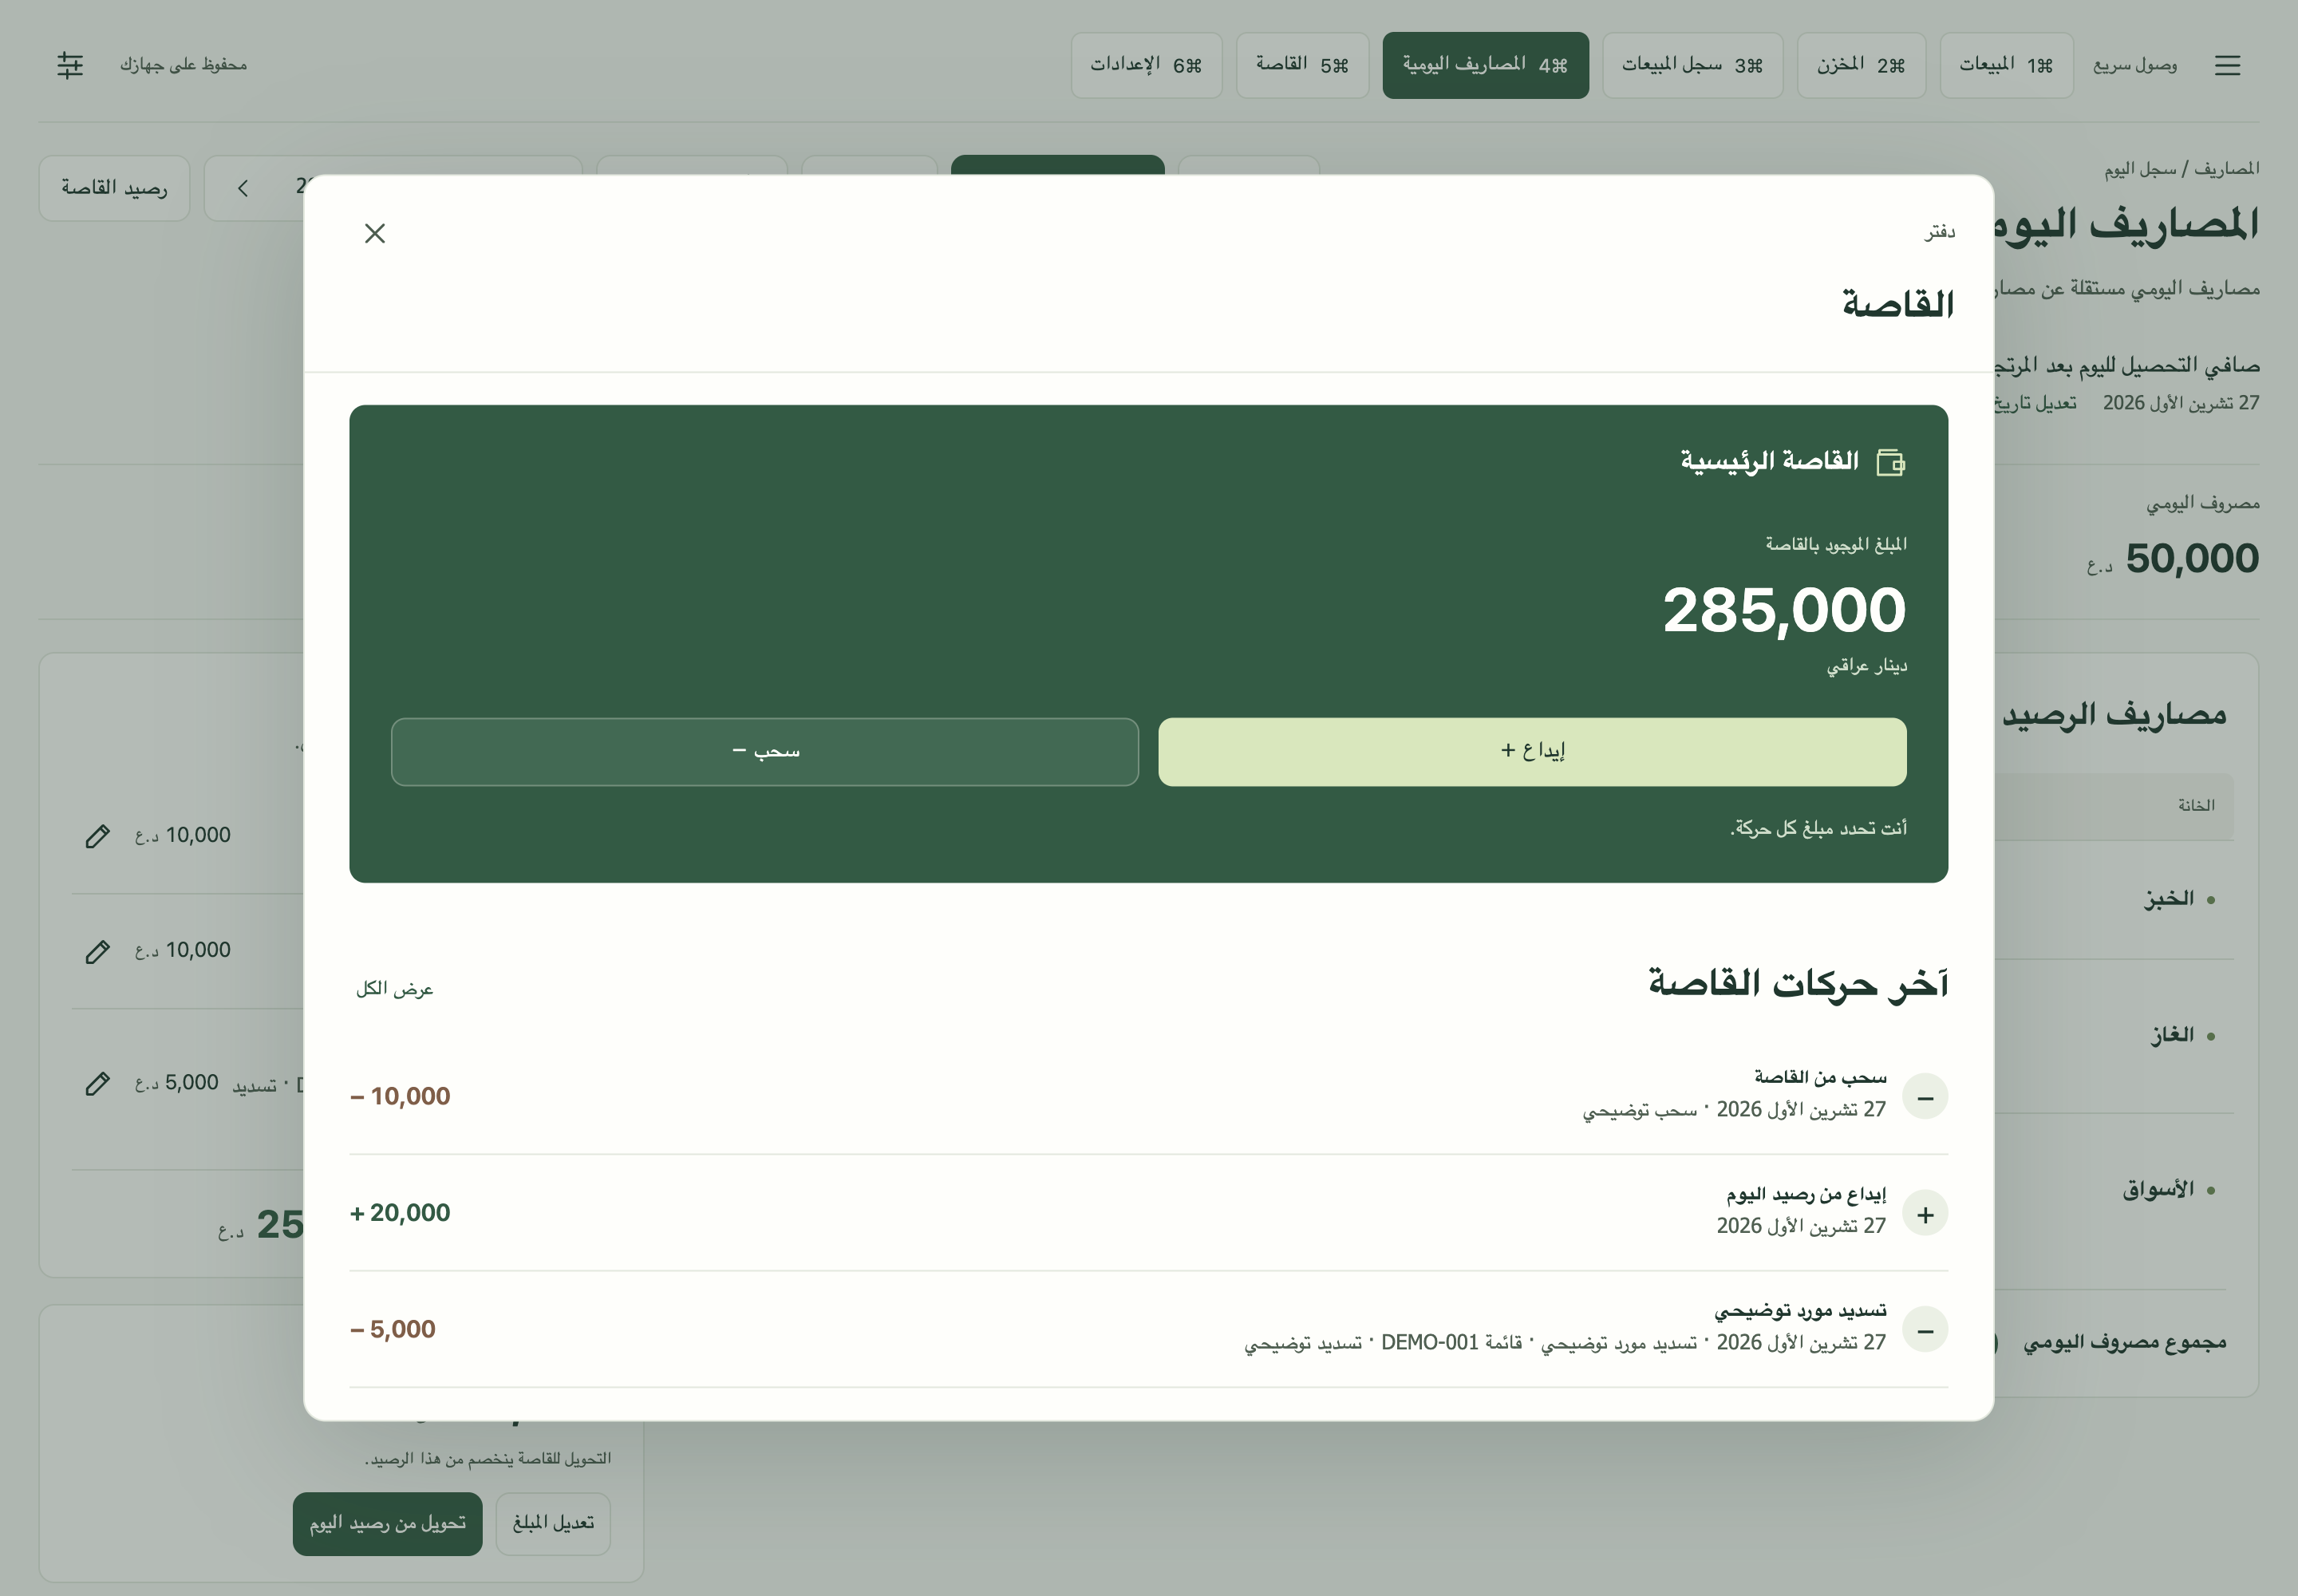 وصول سريع
⌘1 المبيعات
⌘2 المخزن
⌘3 سجل المبيعات
⌘4 المصاريف اليومية
⌘5 القاصة
⌘6 الإعدادات
محفوظ على جهازك
المصاريف / سجل اليوم
رصيد القاصة
المصاريف
مصاريف اليومي مستقلة عن
صافي التحصيل لليوم بعد
27 تشرين الأول 2026 تعديل تاريخ
مصروف اليومي
50,000 د.ع
مصاريف الرصيد
الخانة
الخبز
الغاز
الأسواق
مجموع مصروف اليومي
دفتر
القاصة
القاصة الرئيسية
المبلغ الموجود بالقاصة
285,000
دينار عراقي
إيداع +
سحب −
أنت تحدد مبلغ كل حركة.
آخر حركات القاصة
عرض الكل
سحب من القاصة
27 تشرين الأول 2026 · سحب توضيحي
− 10,000
إيداع من رصيد اليوم
27 تشرين الأول 2026
+ 20,000
تسديد مورد توضيحي
27 تشرين الأول 2026 · تسديد مورد توضيحي · قائمة DEMO-001 · تسديد توضيحي
− 5,000
10,000 د.ع
10,000 د.ع
· تسديد 5,000 د.ع
د.ع
التحويل للقاصة ينخصم من هذا الرصيد.
تعديل المبلغ
تحويل من رصيد اليوم